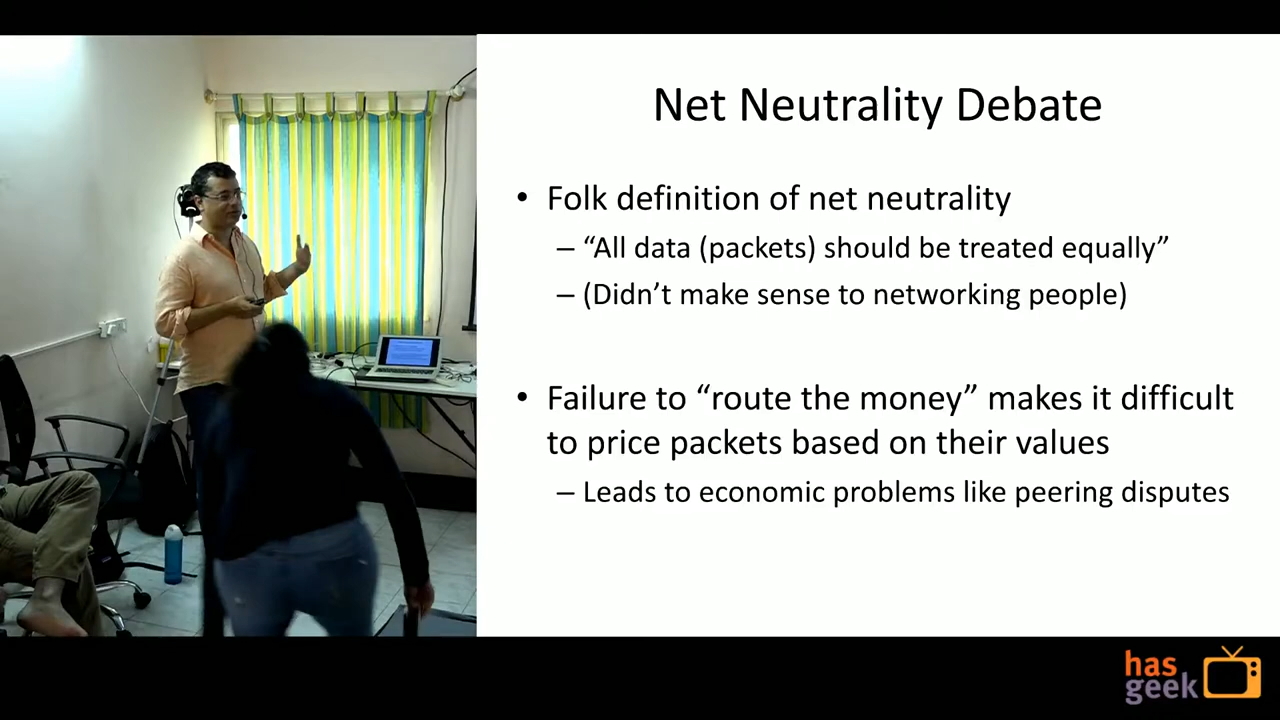 Net Neutrality Debate
• Folk definition of net neutrality
– “All data (packets) should be treated equally”
– (Didn’t make sense to networking people)
• Failure to “route the money” makes it difficult
to price packets based on their values
– Leads to economic problems like peering disputes
has
geek